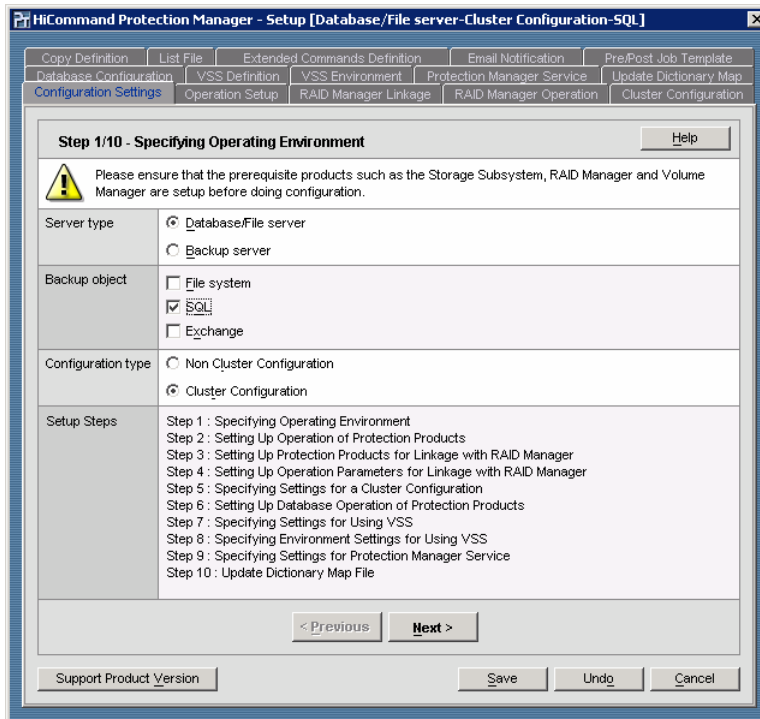 HiCommand Protection Manager - Setup [Database/File server-Cluster Configuration-SQL]
Copy Definition List File Extended Commands Definition Email Notification Pre/Post Job Template
Database Configuration VSS Definition VSS Environment Protection Manager Service Update Dictionary Map
Configuration Settings Operation Setup RAID Manager Linkage RAID Manager Operation Cluster Configuration
Step 1/10 - Specifying Operating Environment
Help
Please ensure that the prerequisite products such as the Storage Subsystem, RAID Manager and Volume
Manager are setup before doing configuration.
Server type
Database/File server
Backup server
Backup object
File system
SQL
Exchange
Configuration type
Non Cluster Configuration
Cluster Configuration
Setup Steps
Step 1 : Specifying Operating Environment
Step 2 : Setting Up Operation of Protection Products
Step 3 : Setting Up Protection Products for Linkage with RAID Manager
Step 4 : Setting Up Operation Parameters for Linkage with RAID Manager
Step 5 : Specifying Settings for a Cluster Configuration
Step 6 : Setting Up Database Operation of Protection Products
Step 7 : Specifying Settings for Using VSS
Step 8 : Specifying Environment Settings for Using VSS
Step 9 : Specifying Settings for Protection Manager Service
Step 10 : Update Dictionary Map File
< Previous Next >
Support Product Version Save Undo Cancel